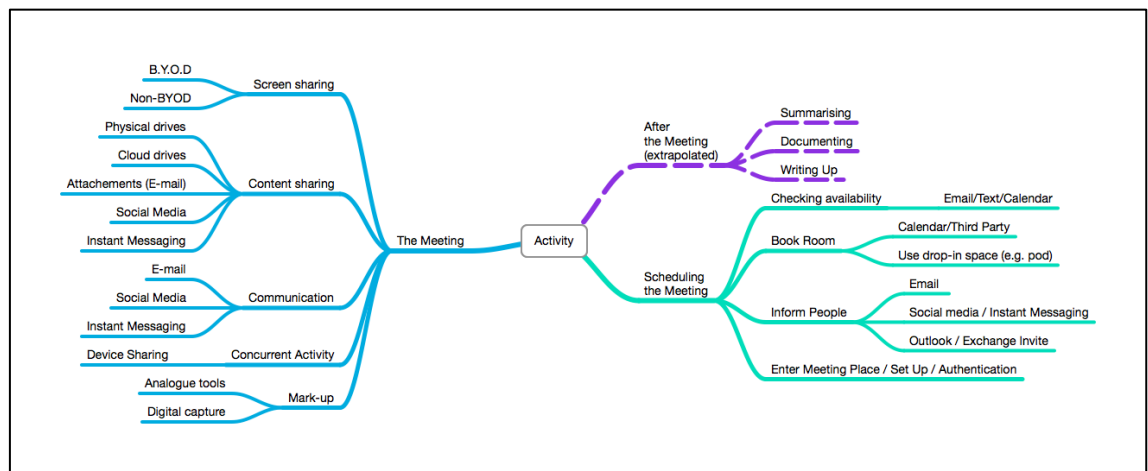 B.Y.O.D
Non-BYOD
Screen sharing
Physical drives
Cloud drives
Attachements (E-mail)
Social Media
Instant Messaging
Content sharing
E-mail
Social Media
Instant Messaging
Communication
Device Sharing
Concurrent Activity
Analogue tools
Digital capture
Mark-up
The Meeting
Activity
After
the Meeting
(extrapolated)
Summarising
Documenting
Writing Up
Scheduling
the Meeting
Checking availability
Email/Text/Calendar
Book Room
Calendar/Third Party
Use drop-in space (e.g. pod)
Inform People
Email
Social media / Instant Messaging
Outlook / Exchange Invite
Enter Meeting Place / Set Up / Authentication